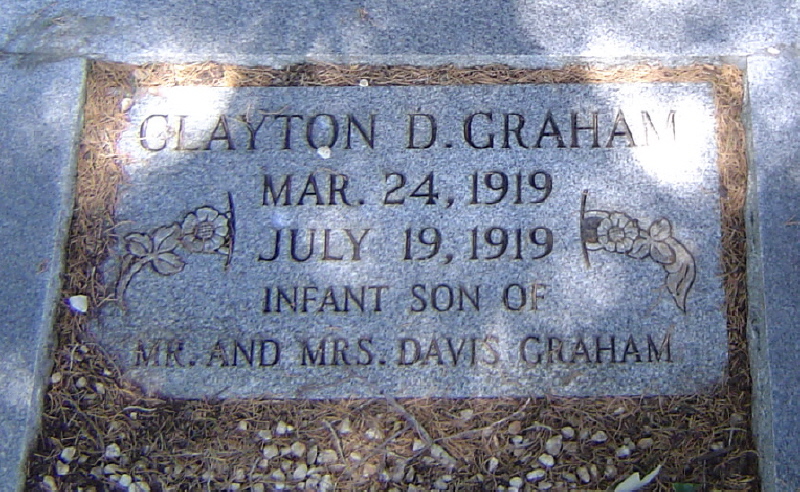 CLAYTON D. GRAHAM
MAR. 24, 1919
JULY 19, 1919
INFANT SON OF
MR. AND MRS. DAVIS GRAHAM